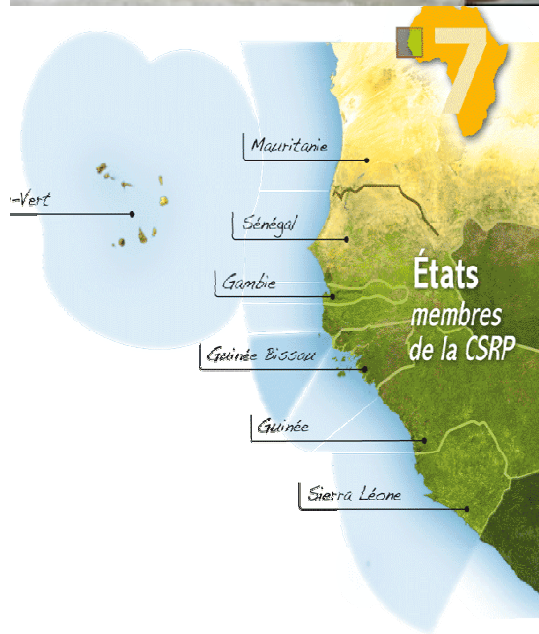 7
Mauritanie
-Vert
Sénégal
Gambie
États
membres
de la CSRP
Guinée Bissau
Guinée
Sierra Léone